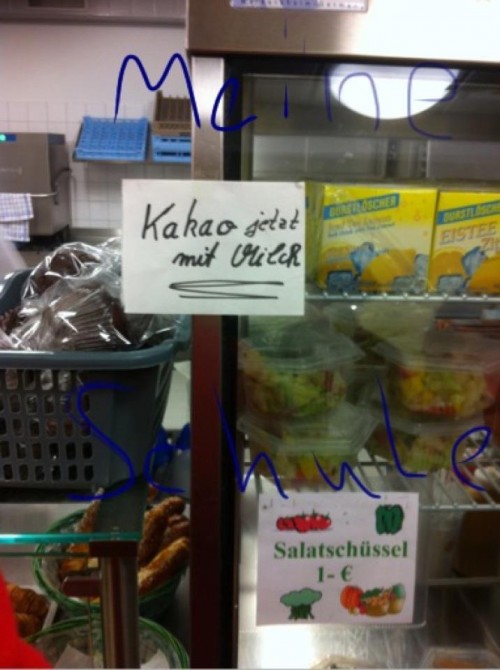 Meine
Kakao jetzt
mit Milch
DURSTLÖSCHER
DURSTLÖSCHER
EISTEE
Schule
Salatschüssel
1-€